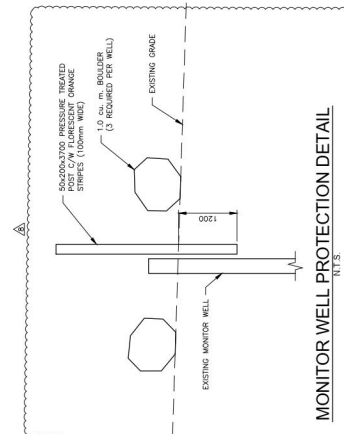 50x200x3700 PRESSURE TREATED
POST C/W FLORESCENT ORANGE
STRIPES (100mm WIDE)
1.0 cu. m. BOULDER
(3 REQUIRED PER WELL)
EXISTING GRADE
1200
EXISTING MONITOR WELL
MONITOR WELL PROTECTION DETAIL
N.T.S.